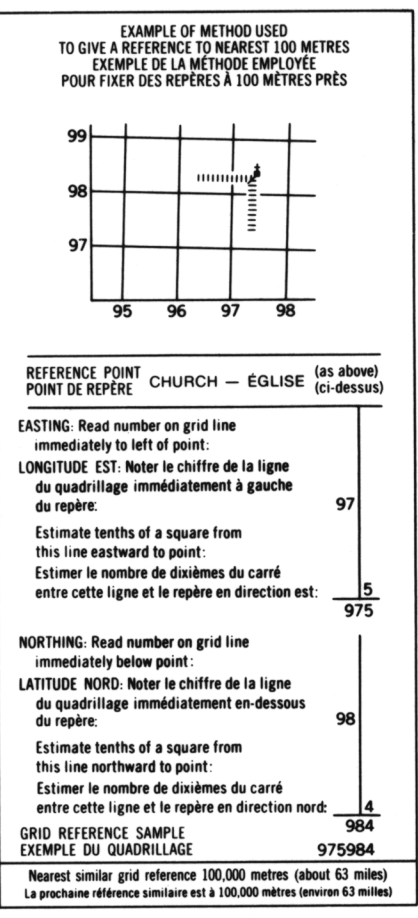 EXAMPLE OF METHOD USED
TO GIVE A REFERENCE TO NEAREST 100 METRES
EXEMPLE DE LA MÉTHODE EMPLOYÉE
POUR FIXER DES REPÈRES À 100 MÈTRES PRÈS
99
98
97
95 96 97 98
REFERENCE POINT
POINT DE REPÈRE
CHURCH — ÉGLISE
(as above)
(ci-dessus)
EASTING: Read number on grid line
immediately to left of point:
LONGITUDE EST: Noter le chiffre de la ligne
du quadrillage immédiatement à gauche
du repère: 97
Estimate tenths of a square from
this line eastward to point:
Estimer le nombre de dixièmes du carré
entre cette ligne et le repère en direction est: 5
975
NORTHING: Read number on grid line
immediately below point:
LATITUDE NORD: Noter le chiffre de la ligne
du quadrillage immédiatement en-dessous
du repère: 98
Estimate tenths of a square from
this line northward to point:
Estimer le nombre de dixièmes du carré
entre cette ligne et le repère en direction nord: 4
984
GRID REFERENCE SAMPLE
EXEMPLE DU QUADRILLAGE 975984
Nearest similar grid reference 100,000 metres (about 63 miles)
La prochaine référence similaire est à 100,000 mètres (environ 63 milles)